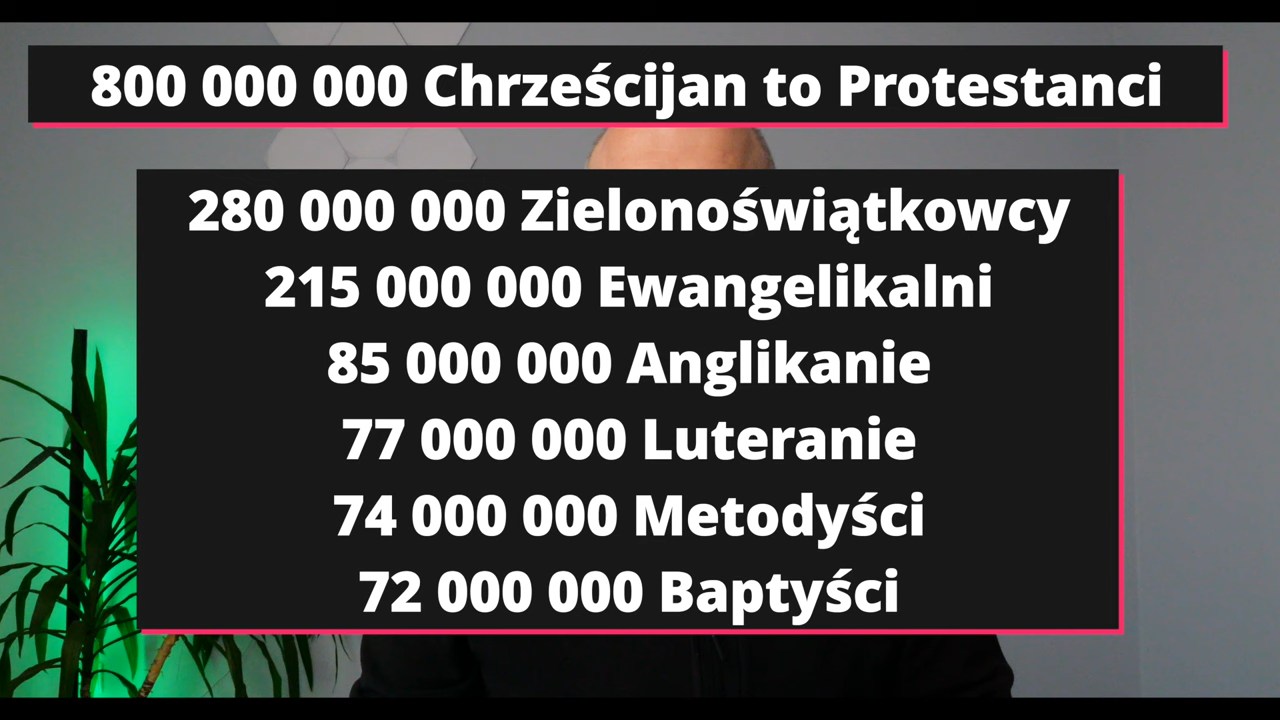 800 000 000 Chrześcijan to Protestanci
280 000 000 Zielonoświątkowcy
215 000 000 Ewangelikalni
85 000 000 Anglikanie
77 000 000 Luteranie
74 000 000 Metodyści
72 000 000 Baptyści